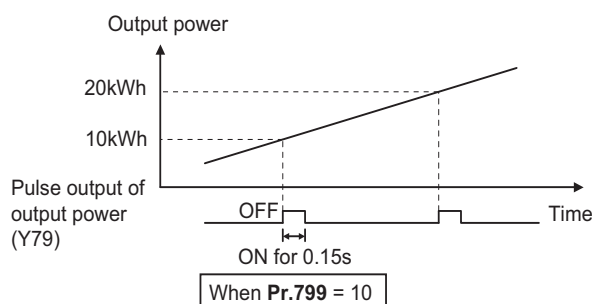 Output power
20kWh
10kWh
Pulse output of
output power
(Y79)
OFF
Time
ON for 0.15s
When Pr.799 = 10